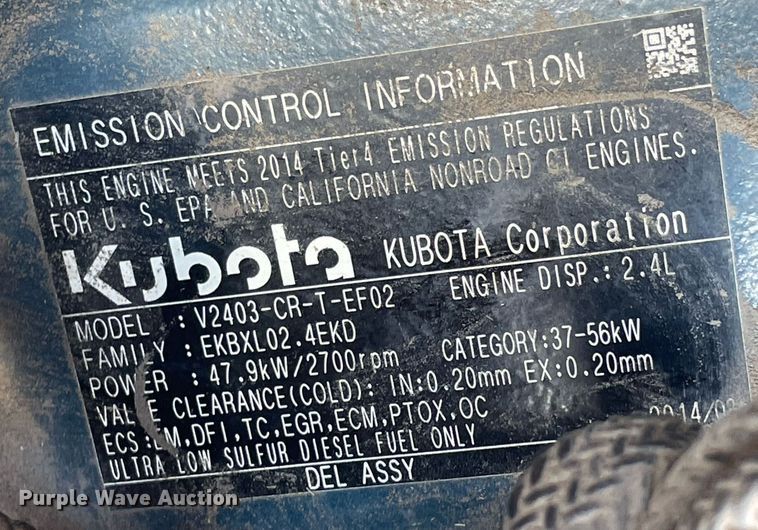 EMISSION CONTROL INFORMATION
THIS ENGINE MEETS 2014 Tier4 EMISSION REGULATIONS
FOR U. S. EPA AND CALIFORNIA NONROAD CI ENGINES.
Kubota KUBOTA Corporation
MODEL : V2403-CR-T-EF02 ENGINE DISP.: 2.4L
FAMILY : EKBXL02.4EKD
POWER : 47.9kW/2700rpm CATEGORY:37-56kW
VALVE CLEARANCE(COLD): IN:0.20mm EX:0.20mm
ECS:EM,DFI,TC,EGR,ECM,PTOX,OC
ULTRA LOW SULFUR DIESEL FUEL ONLY
DEL ASSY
Purple Wave Auction